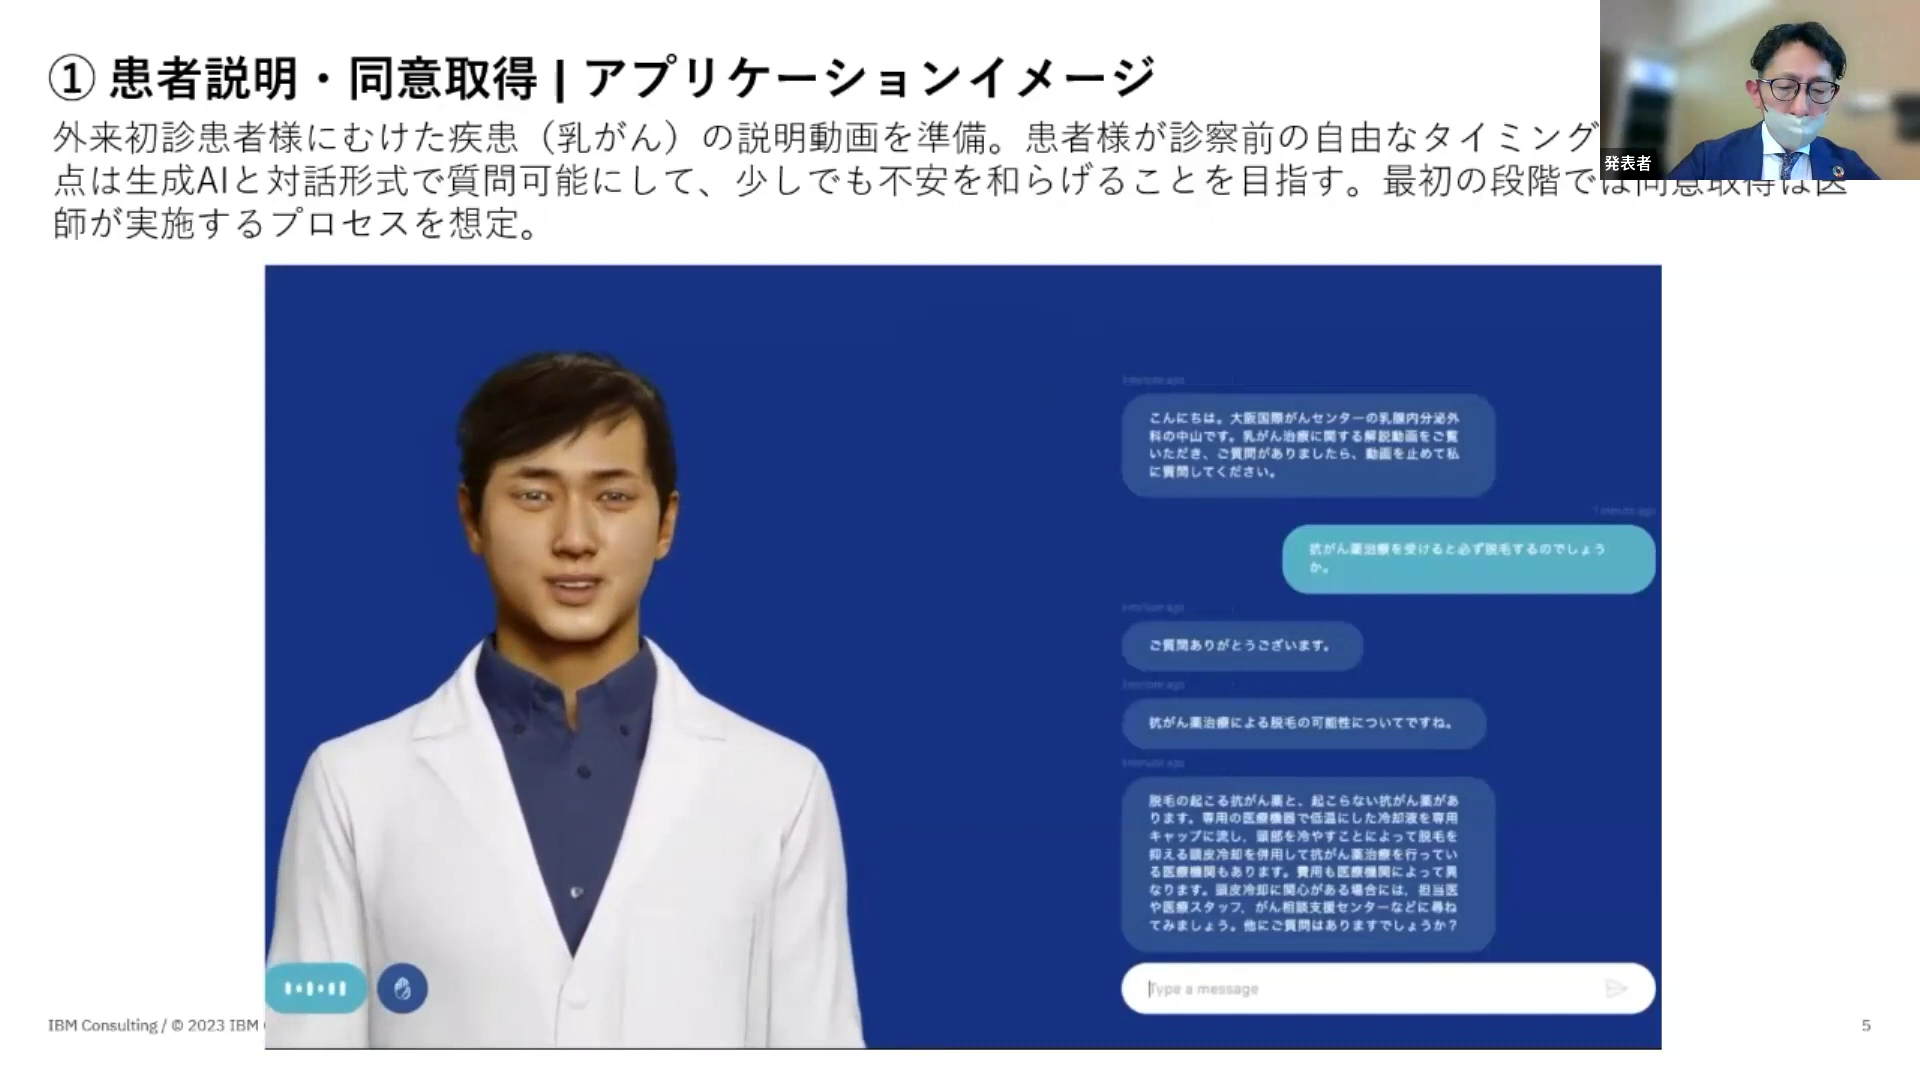 ① 患者説明・同意取得 | アプリケーションイメージ
外来初診患者様にむけた疾患（乳がん）の説明動画を準備。患者様が診察前の自由なタイミング
点は生成AIと対話形式で質問可能にして、少しでも不安を和らげることを目指す。最初の段階では同意取得は医
師が実施するプロセスを想定。
発表者
こんにちは。大阪国際がんセンターの乳腺内分泌外
科の中山です。乳がん治療に関する解説動画をご覧
いただき、ご質問がありましたら、動画を止めて私
に質問してください。
1 minute ago
抗がん薬治療を受けると必ず脱毛するのでしょう
か。
ご質問ありがとうございます。
抗がん薬治療による脱毛の可能性についてですね。
脱毛の起こる抗がん薬と、起こらない抗がん薬があ
ります。専用の医療機器で低温にした冷却液を専用
キャップに流し、頭部を冷やすことによって脱毛を
抑える頭皮冷却を併用して抗がん薬治療を行ってい
る医療機関もあります。費用も医療機関によって異
なります。頭皮冷却に関心がある場合には、担当医
や医療スタッフ、がん相談支援センターなどに尋ね
てみましょう。他にご質問はありますでしょうか？
Type a message
IBM Consulting / © 2023 IBM
5